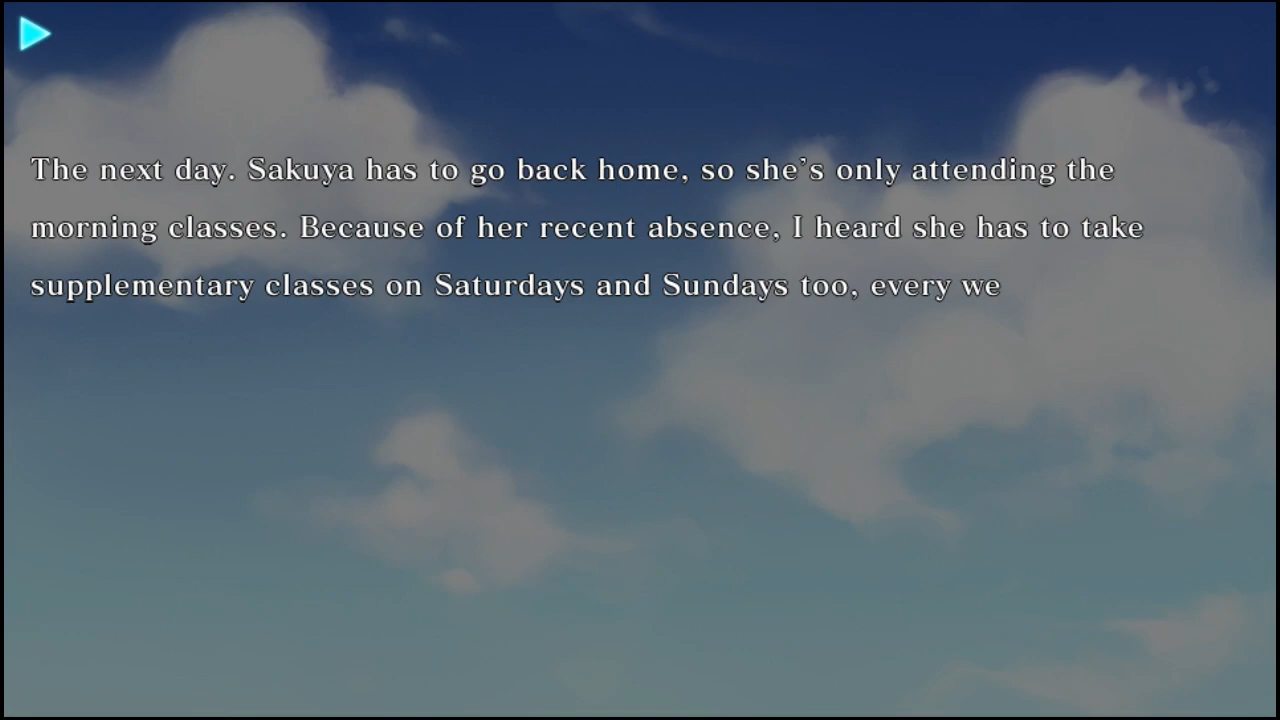 The next day. Sakuya has to go back home, so she’s only attending the
morning classes. Because of her recent absence, I heard she has to take
supplementary classes on Saturdays and Sundays too, every we